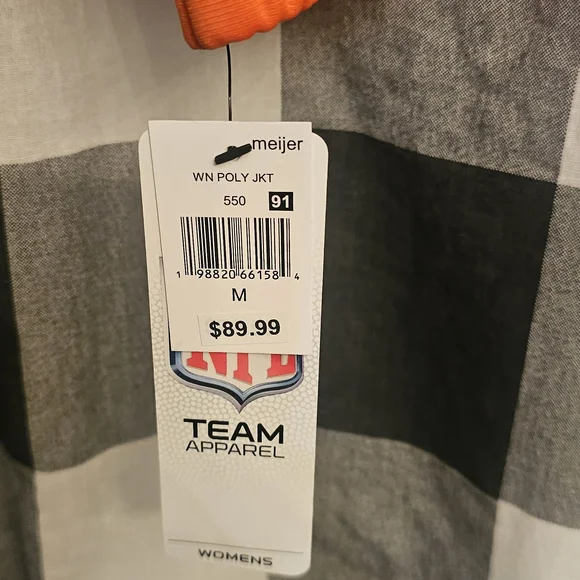 meijer
WN POLY JKT
550 91
1 98820 66158 4
M
$89.99
NFL
TEAM
APPAREL
WOMENS